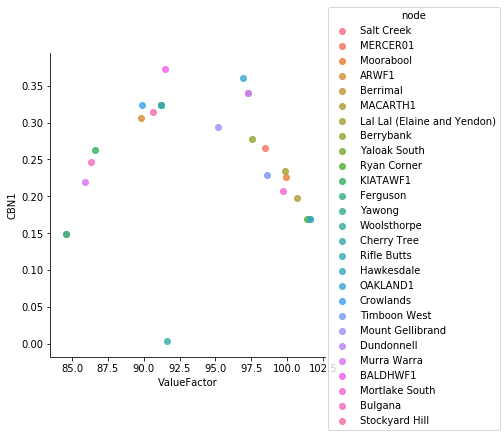 node
Salt Creek
MERCER01
Moorabool
ARWF1
Berrimal
MACARTH1
Lal Lal (Elaine and Yendon)
Berrybank
Yaloak South
Ryan Corner
KIATAWF1
Ferguson
Yawong
Woolsthorpe
Cherry Tree
Rifle Butts
Hawkesdale
OAKLAND1
Crowlands
Timboon West
Mount Gellibrand
Dundonnell
Murra Warra
BALDHWF1
Mortlake South
Bulgana
Stockyard Hill
CBN1
0.35
0.30
0.25
0.20
0.15
0.10
0.05
0.00
85.0 87.5 90.0 92.5 95.0 97.5 100.0 102.5
ValueFactor